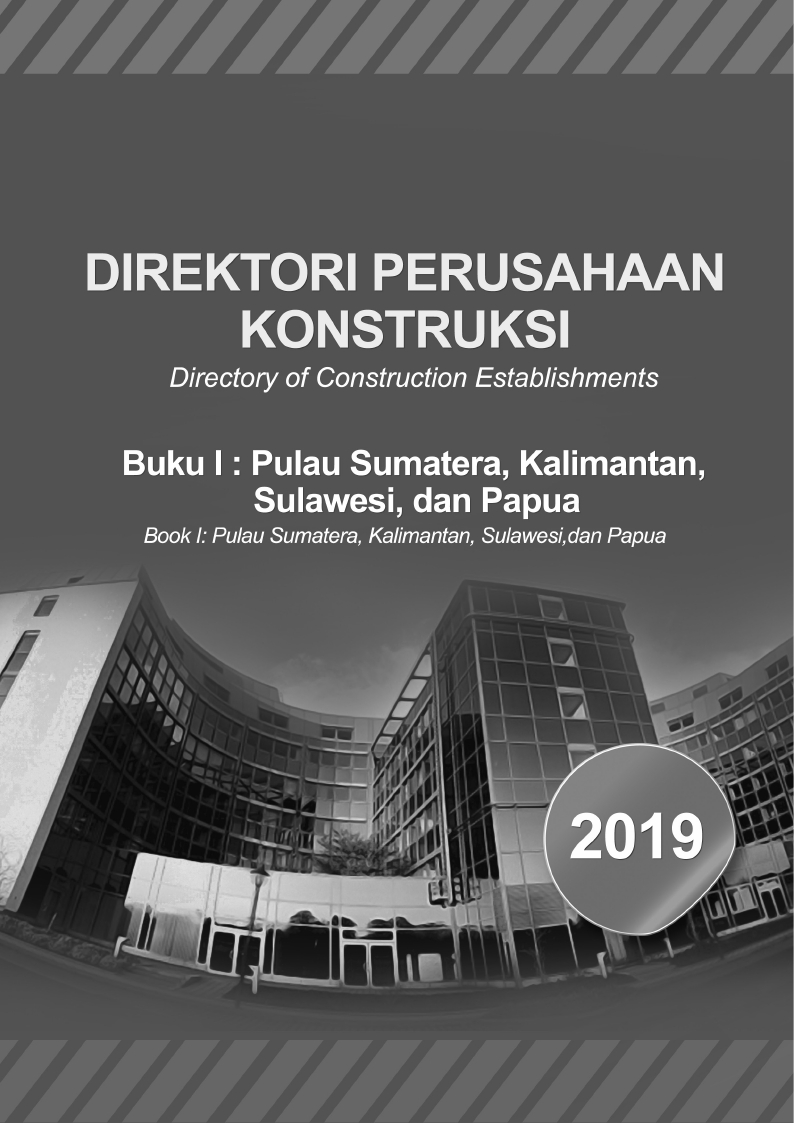 DIREKTORI PERUSAHAAN
KONSTRUKSI
Directory of Construction Establishments
Buku I : Pulau Sumatera, Kalimantan,
Sulawesi, dan Papua
Book I: Pulau Sumatera, Kalimantan, Sulawesi,dan Papua
2019